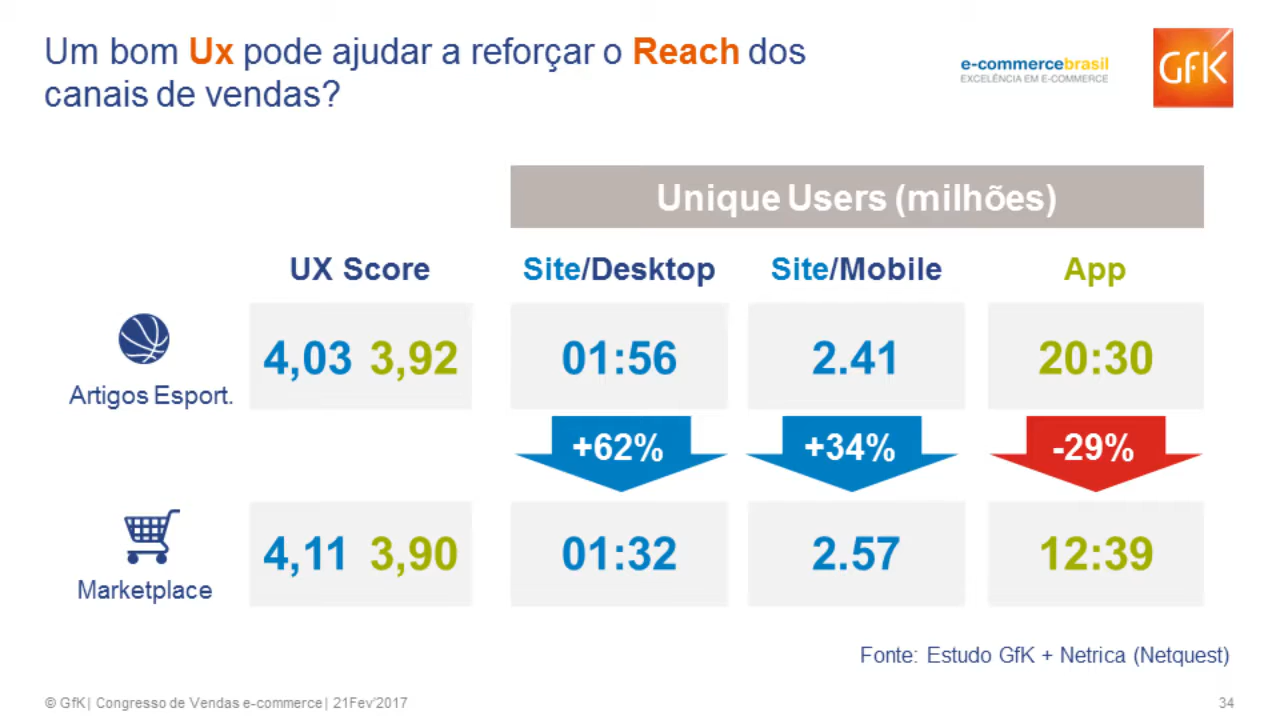 Um bom Ux pode ajudar a reforçar o Reach dos
canais de vendas?
e-commercebrasil
EXCELÊNCIA EM E-COMMERCE
GfK
Unique Users (milhões)
UX Score Site/Desktop Site/Mobile App
4,03 3,92 01:56 2.41 20:30
Artigos Esport.
+62% +34% -29%
4,11 3,90 01:32 2.57 12:39
Marketplace
Fonte: Estudo GfK + Netrica (Netquest)
© GfK| Congresso de Vendas e-commerce| 21Fev'2017 34